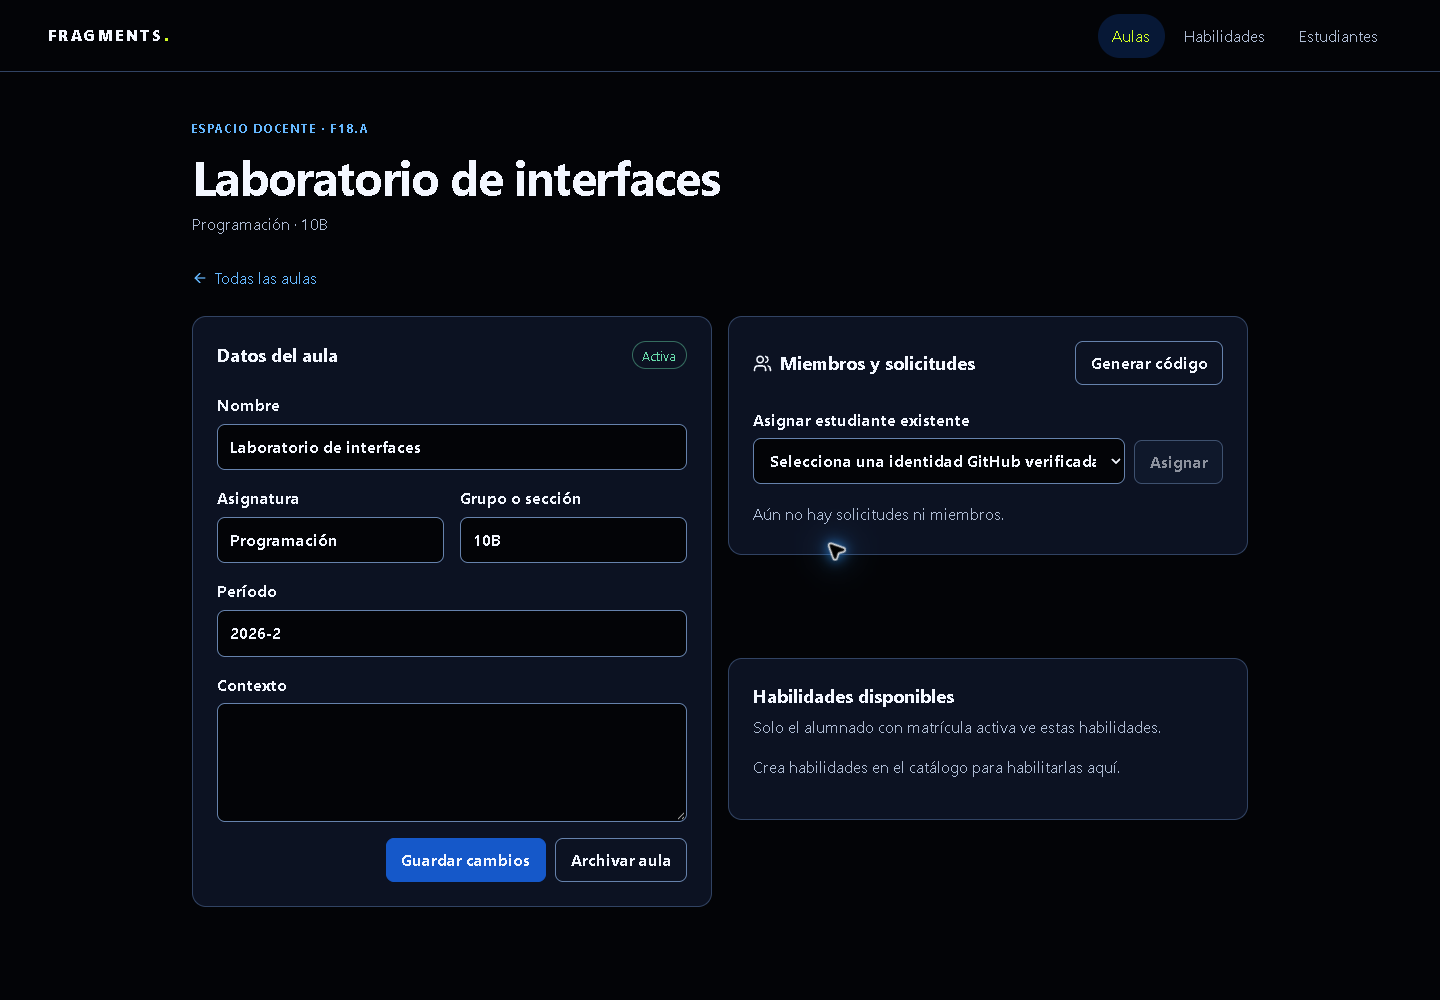 FRAGMENTS.
Aulas
Habilidades
Estudiantes
ESPACIO DOCENTE · F18.A
Laboratorio de interfaces
Programación · 10B
Todas las aulas
Datos del aula
Activa
Nombre
Laboratorio de interfaces
Asignatura
Grupo o sección
Programación
10B
Período
2026-2
Contexto
Guardar cambios
Archivar aula
Miembros y solicitudes
Generar código
Asignar estudiante existente
Selecciona una identidad GitHub verificada
Asignar
Aún no hay solicitudes ni miembros.
Habilidades disponibles
Solo el alumnado con matrícula activa ve estas habilidades.
Crea habilidades en el catálogo para habilitarlas aquí.